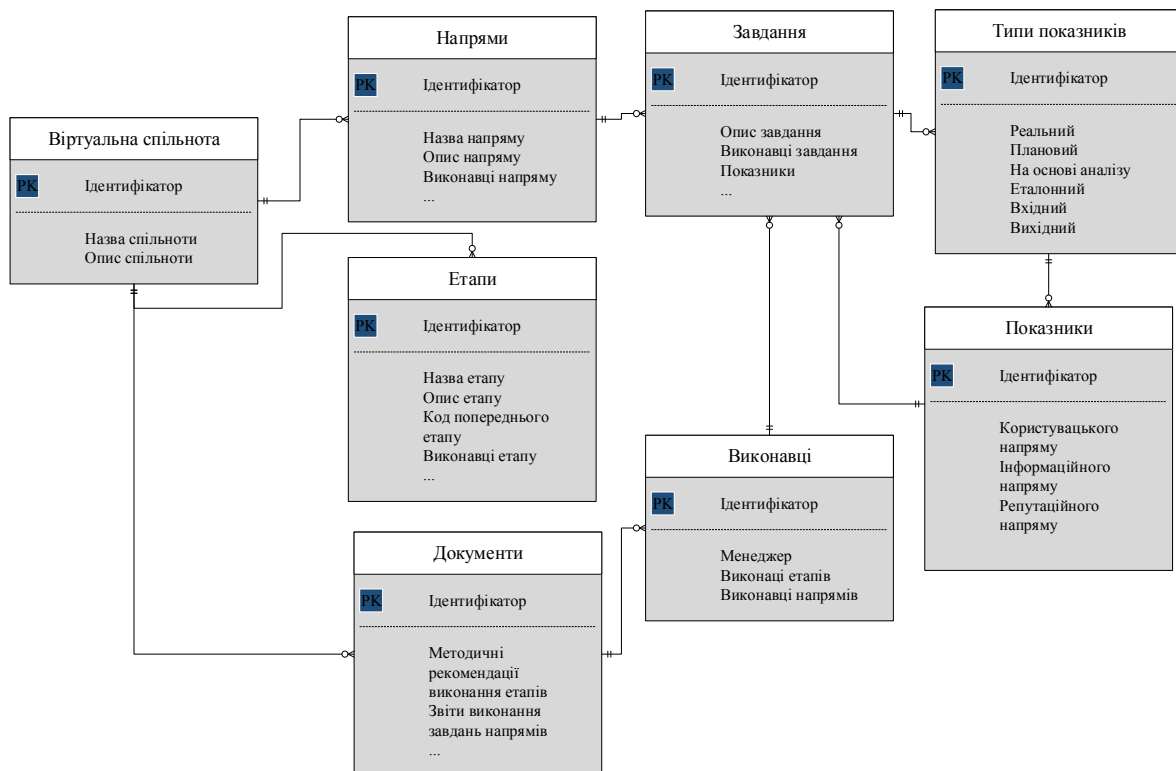 Віртуальна спільнота
PK
Ідентифікатор
Назва спільноти
Опис спільноти
Напрями
PK
Ідентифікатор
Назва напряму
Опис напряму
Виконавці напряму
...
Етапи
PK
Ідентифікатор
Назва етапу
Опис етапу
Код попереднього
етапу
Виконавці етапу
...
Документи
PK
Ідентифікатор
Методичні
рекомендації
виконання етапів
Звіти виконання
завдань напрямів
...
Завдання
PK
Ідентифікатор
Опис завдання
Виконавці завдання
Показники
...
Виконавці
PK
Ідентифікатор
Менеджер
Виконаці етапів
Виконавці напрямів
Типи показників
PK
Ідентифікатор
Реальний
Плановий
На основі аналізу
Еталонний
Вхідний
Вихідний
Показники
PK
Ідентифікатор
Користувацького
напряму
Інформаційного
напряму
Репутаційного
напряму